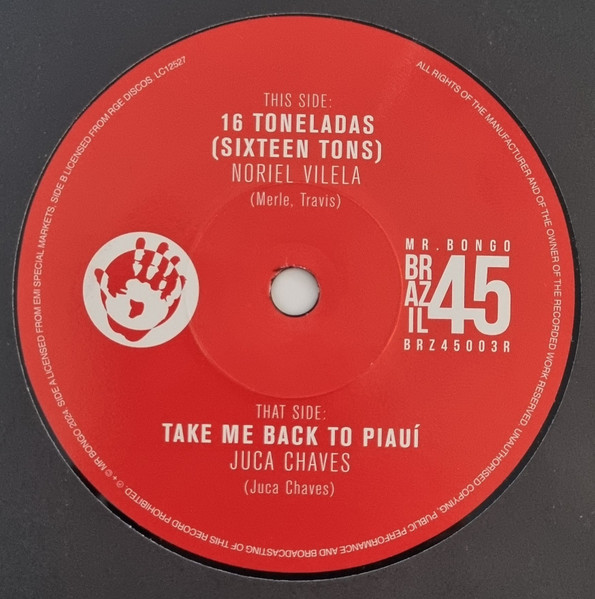 THIS SIDE:
16 TONELADAS
(SIXTEEN TONS)
NORIEL VILELA
(Merle, Travis)
MR.BONGO
BRAZIL 45
BRZ45003R
THAT SIDE:
TAKE ME BACK TO PIAUÍ
JUCA CHAVES
(Juca Chaves)
℗ © MR BONGO 2024 SIDE A LICENSED FROM EMI SPECIAL MARKETS. SIDE B LICENSED FROM RGE DISCOS. LC12527
ALL RIGHTS OF THE MANUFACTURER AND OF THE OWNER OF THE RECORDED WORK RESERVED. UNAUTHORISED COPYING, PUBLIC PERFORMANCE AND BROADCASTING OF THIS RECORD PROHIBITED.